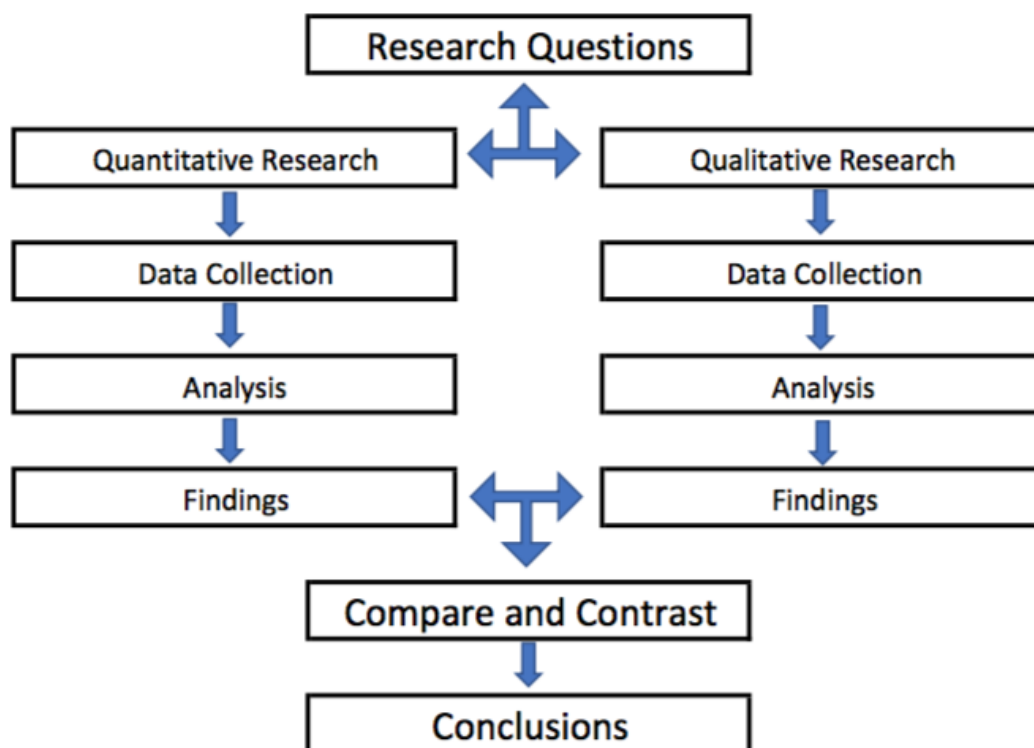 Research Questions
Quantitative Research
Qualitative Research
Data Collection
Data Collection
Analysis
Analysis
Findings
Findings
Compare and Contrast
Conclusions